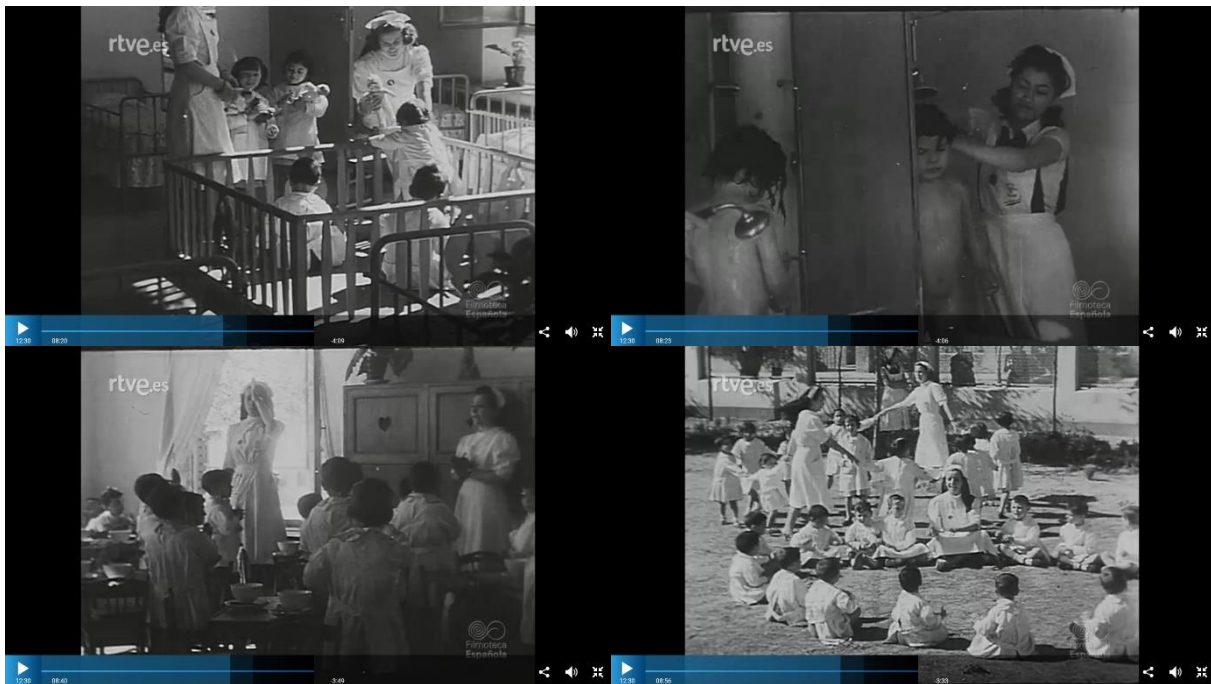 rtve.es
Filmoteca
Española
12:30 08:20 -4:09
rtve.es
Filmoteca
Española
12:30 08:23 -4:06
rtve.es
Filmoteca
Española
12:30 08:40 -3:49
rtve.es
12:30 08:56 -3:33